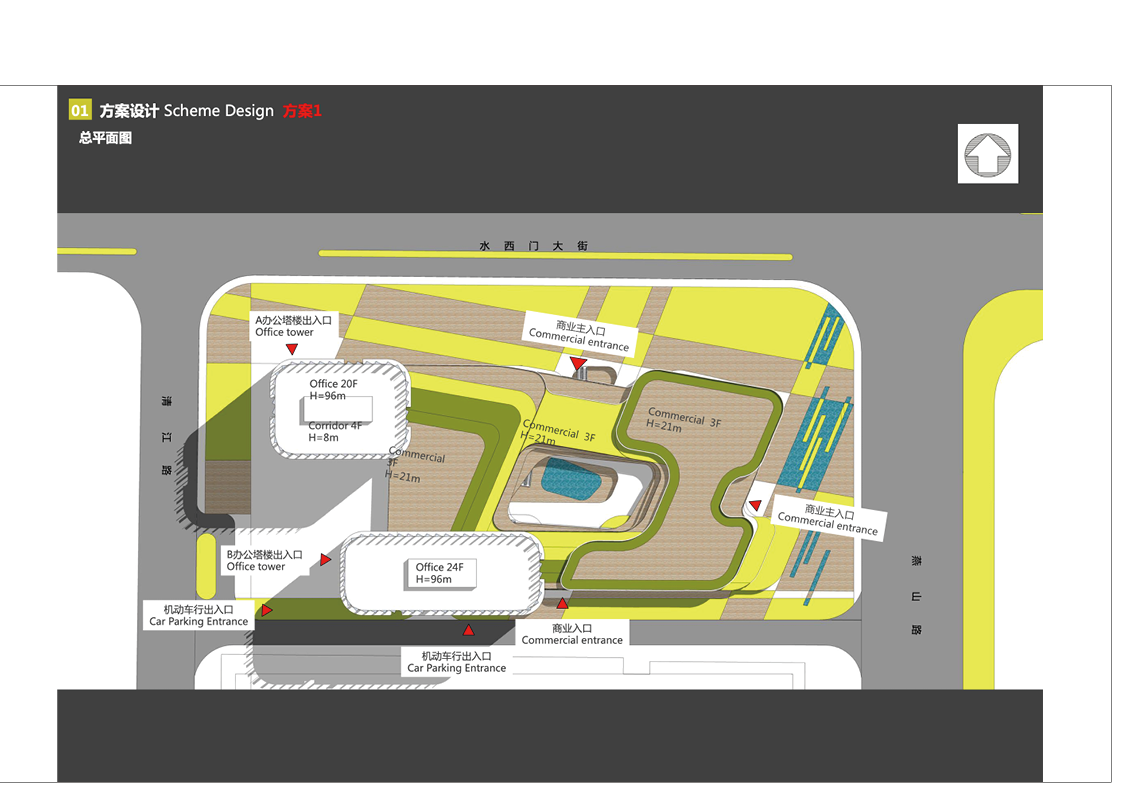 01 方案设计 Scheme Design 方案1
总平面图
水西门大街
A办公塔楼出入口
Office tower
商业主入口
Commercial entrance
Office 20F
H=96m
Corridor 4F
H=8m
Commercial 3F
H=21m
Commercial 3F
H=21m
Commercial
3F
H=21m
清江路
商业主入口
Commercial entrance
B办公塔楼出入口
Office tower
Office 24F
H=96m
燕山路
机动车行出入口
Car Parking Entrance
商业入口
Commercial entrance
机动车行出入口
Car Parking Entrance